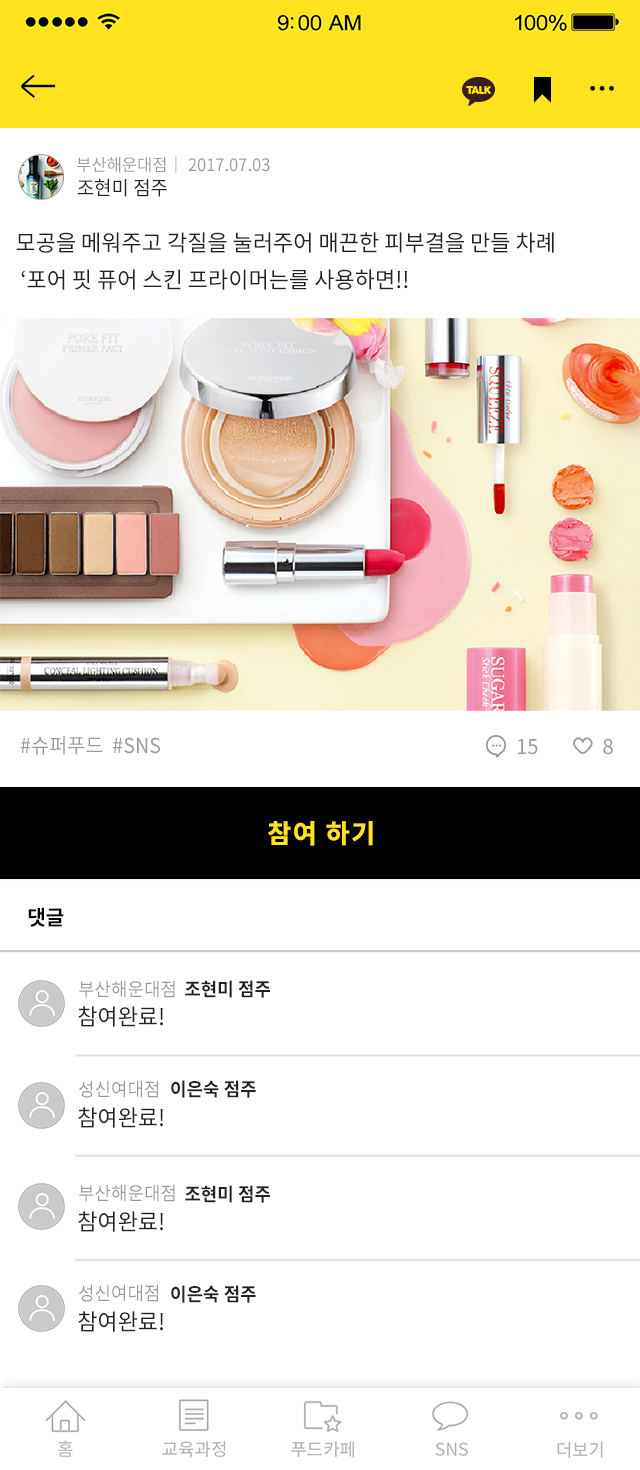 9:00 AM 100%
TALK
부산해운대점 | 2017.07.03
조현미 점주
모공을 메워주고 각질을 눌러주어 매끈한 피부결을 만들 차례
‘포어 핏 퓨어 스킨 프라이머는를 사용하면!!
PORE FIT
PRIMER PACT
SKINFOOD
PORE FIT
PURE SKIN CUSHION
SKINFOOD
SQUEEZE
CONCEAL LIGHTING CUSHION
SUGAR
Stick Cheek
#슈퍼푸드 #SNS
15 8
참여 하기
댓글
부산해운대점 조현미 점주
참여완료!
성신여대점 이은숙 점주
참여완료!
부산해운대점 조현미 점주
참여완료!
성신여대점 이은숙 점주
참여완료!
홈 교육과정 푸드카페 SNS 더보기